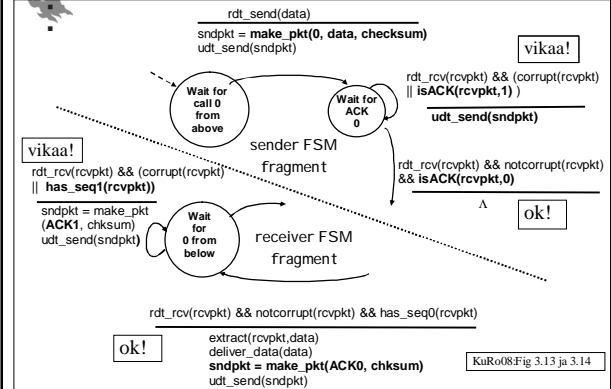 rdt_send(data)
sndpkt = make_pkt(0, data, checksum)
udt_send(sndpkt)
vikaa!
rdt_rcv(rcvpkt) && (corrupt(rcvpkt)
|| isACK(rcvpkt,1) )
udt_send(sndpkt)
Wait for
call 0
from
above
Wait for
ACK
0
sender FSM
fragment
rdt_rcv(rcvpkt) && notcorrupt(rcvpkt)
&& isACK(rcvpkt,0)
Λ
ok!
vikaa!
rdt_rcv(rcvpkt) && (corrupt(rcvpkt)
|| has_seq1(rcvpkt))
sndpkt = make_pkt
(ACK1, chksum)
udt_send(sndpkt)
Wait
for
0 from
below
receiver FSM
fragment
rdt_rcv(rcvpkt) && notcorrupt(rcvpkt) && has_seq0(rcvpkt)
ok!
extract(rcvpkt,data)
deliver_data(data)
sndpkt = make_pkt(ACK0, chksum)
udt_send(sndpkt)
KuRo08:Fig 3.13 ja 3.14